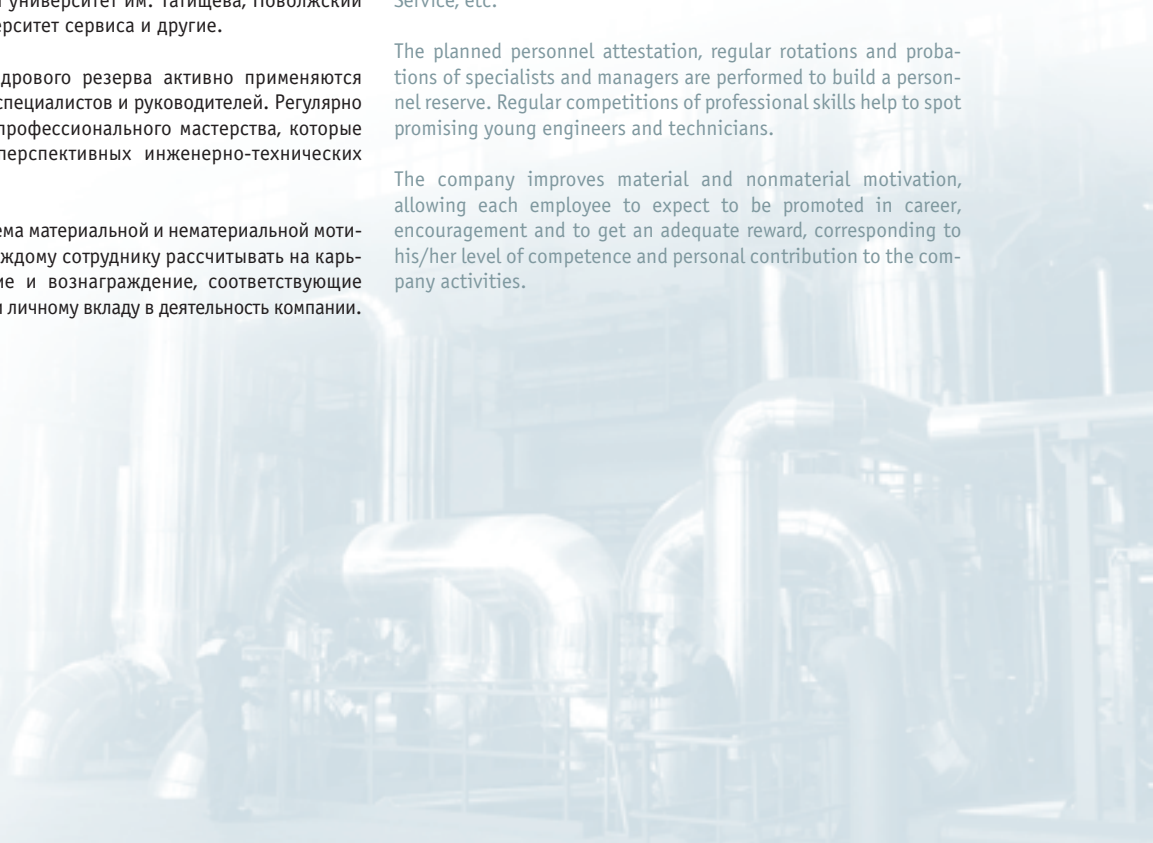 университет им. Татищева, Поволжский
ерситет сервиса и другие.
дрового резерва активно применяются
специалистов и руководителей. Регулярно
профессионального мастерства, которые
перспективных инженерно-технических
ема материальной и нематериальной моти-
ждому сотруднику рассчитывать на карь-
ие и вознаграждение, соответствующие
и личному вкладу в деятельность компании.
Service, etc.
The planned personnel attestation, regular rotations and proba-
tions of specialists and managers are performed to build a person-
nel reserve. Regular competitions of professional skills help to spot
promising young engineers and technicians.
The company improves material and nonmaterial motivation,
allowing each employee to expect to be promoted in career,
encouragement and to get an adequate reward, corresponding to
his/her level of competence and personal contribution to the com-
pany activities.